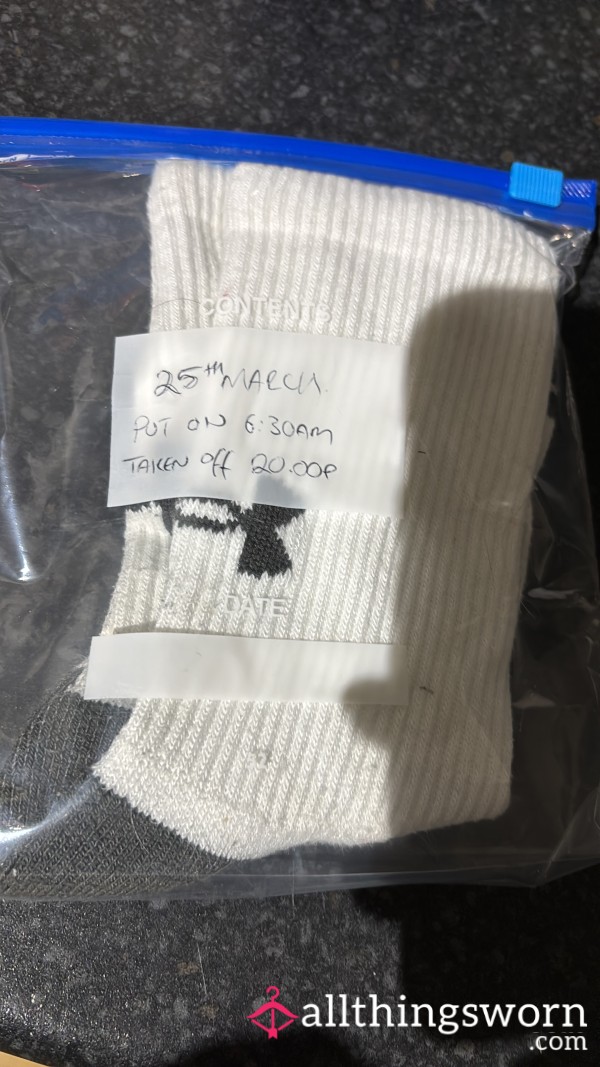 CONTENTS
25TH MARCH.
PUT ON 6:30AM
TAKEN off 20.00P
DATE
allthingsworn
.com